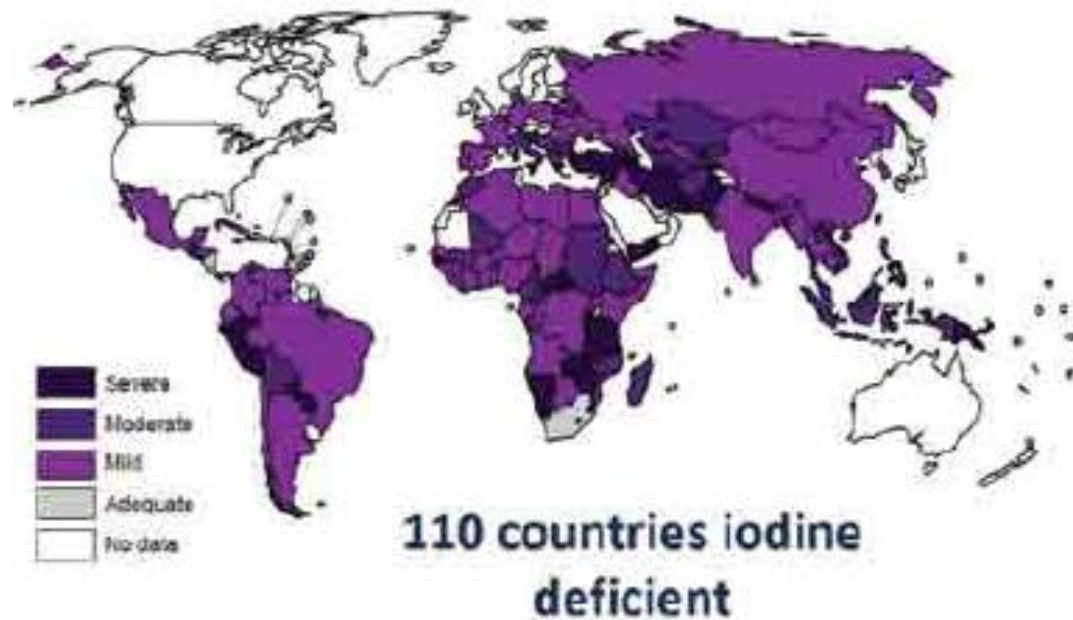 Severe
Moderate
Mild
Adequate
No data
110 countries iodine
deficient